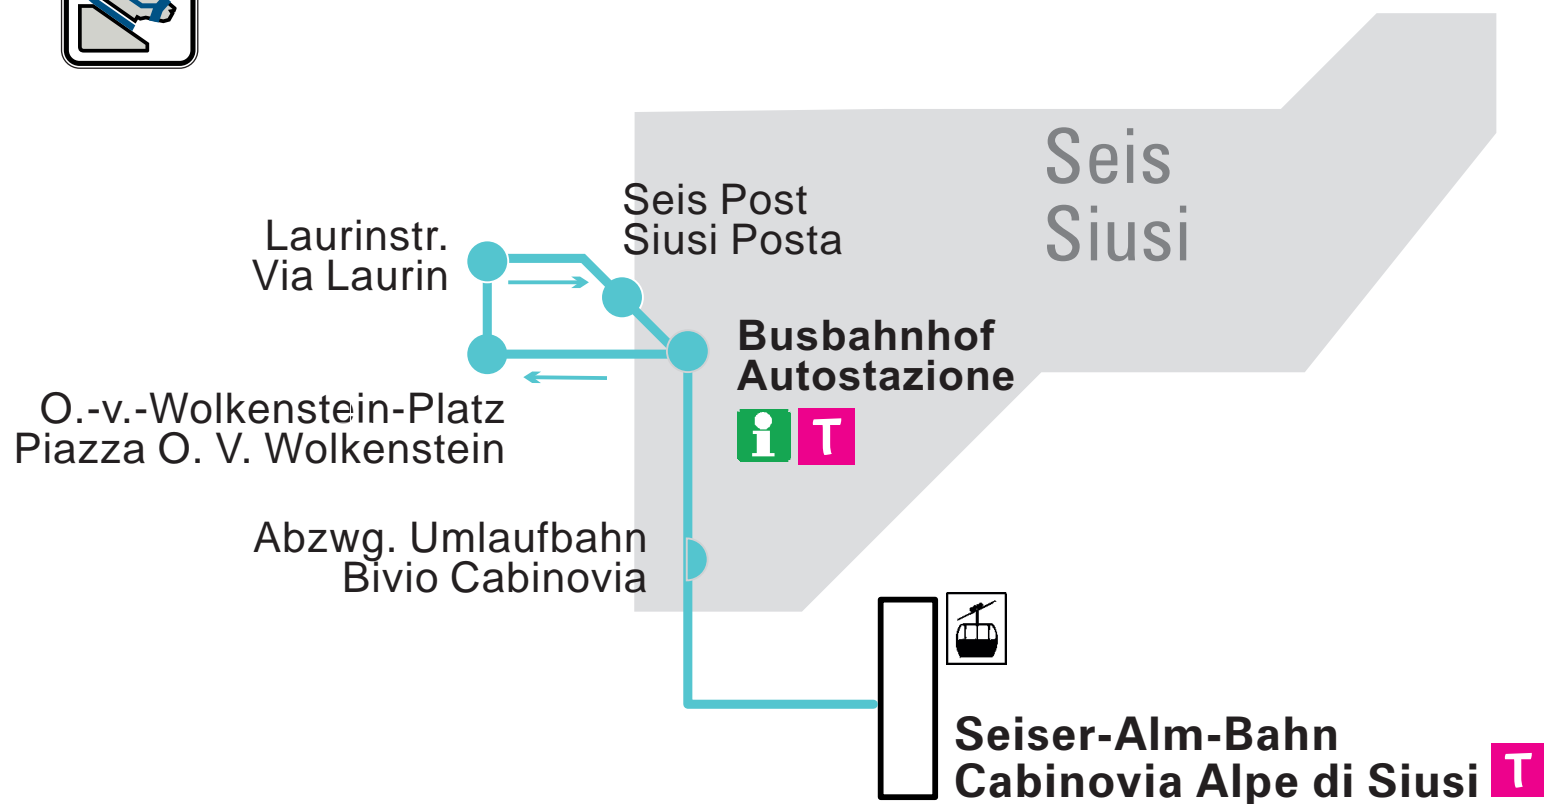 Seis
Siusi
Seis Post
Siusi Posta
Laurinstr.
Via Laurin
Busbahnhof
Autostazione
i T
O.-v.-Wolkenstein-Platz
Piazza O. V. Wolkenstein
Abzwg. Umlaufbahn
Bivio Cabinovia
Seiser-Alm-Bahn
Cabinovia Alpe di Siusi T